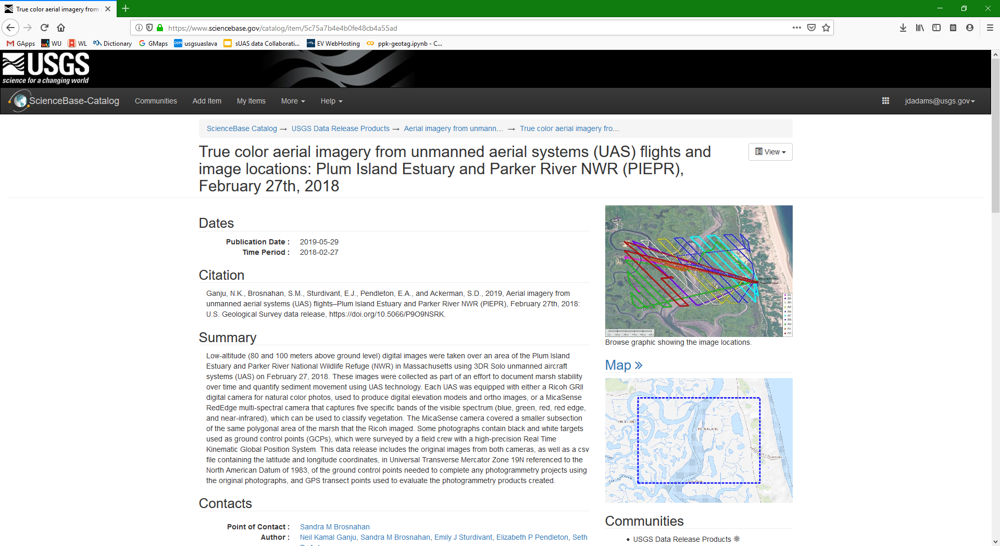 True color aerial imagery from
https://www.sciencebase.gov/catalog/item/5c75a7b4e4b0fe48cb4a55ad
GApps WU WL Dictionary GMaps usgsuaslava sUAS data Collaborati... EV WebHosting ppk-geotag.ipynb - C...
USGS
science for a changing world
ScienceBase-Catalog Communities Add Item My Items More Help jdadams@usgs.gov
ScienceBase Catalog → USGS Data Release Products → Aerial imagery from unmann... → True color aerial imagery fro...
True color aerial imagery from unmanned aerial systems (UAS) flights and
image locations: Plum Island Estuary and Parker River NWR (PIEPR),
February 27th, 2018
View
Dates
Publication Date : 2019-05-29
Time Period : 2018-02-27
Citation
Ganju, N.K., Brosnahan, S.M., Sturdivant, E.J., Pendleton, E.A., and Ackerman, S.D., 2019, Aerial imagery from
unmanned aerial systems (UAS) flights–Plum Island Estuary and Parker River NWR (PIEPR), February 27th, 2018:
U.S. Geological Survey data release, https://doi.org/10.5066/P9O9NSRK.
Summary
Low-altitude (80 and 100 meters above ground level) digital images were taken over an area of the Plum Island
Estuary and Parker River National Wildlife Refuge (NWR) in Massachusetts using 3DR Solo unmanned aircraft
systems (UAS) on February 27, 2018. These images were collected as part of an effort to document marsh stability
over time and quantify sediment movement using UAS technology. Each UAS was equipped with either a Ricoh GRII
digital camera for natural color photos, used to produce digital elevation models and ortho images, or a MicaSense
RedEdge multi-spectral camera that captures five specific bands of the visible spectrum (blue, green, red, red edge,
and near-infrared), which can be used to classify vegetation. The MicaSense camera covered a smaller subsection
of the same polygonal area of the marsh that the Ricoh imaged. Some photographs contain black and white targets
used as ground control points (GCPs), which were surveyed by a field crew with a high-precision Real Time
Kinematic Global Position System. This data release includes the original images from both cameras, as well as a csv
file containing the latitude and longitude coordinates, in Universal Transverse Mercator Zone 19N referenced to the
North American Datum of 1983, of the ground control points needed to complete any photogrammetry projects using
the original photographs, and GPS transect points used to evaluate the photogrammetry products created.
Contacts
Point of Contact : Sandra M Brosnahan
Author : Neil Kamal Ganju, Sandra M Brosnahan, Emily J Sturdivant, Elizabeth P Pendleton, Seth
Browse graphic showing the image locations.
Map
Communities
USGS Data Release Products